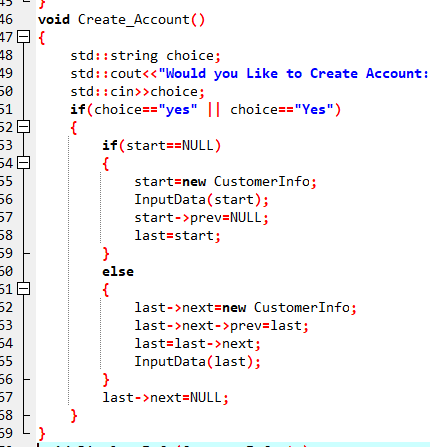 45 }
46 void Create_Account()
47 {
48 std::string choice;
49 std::cout<<"Would you Like to Create Account:
50 std::cin>>choice;
51 if(choice=="yes" || choice=="Yes")
52 {
53 if(start==NULL)
54 {
55 start=new CustomerInfo;
56 InputData(start);
57 start->prev=NULL;
58 last=start;
59 }
60 else
61 {
62 last->next=new CustomerInfo;
63 last->next->prev=last;
64 last=last->next;
65 InputData(last);
66 }
67 last->next=NULL;
68 }
69 }